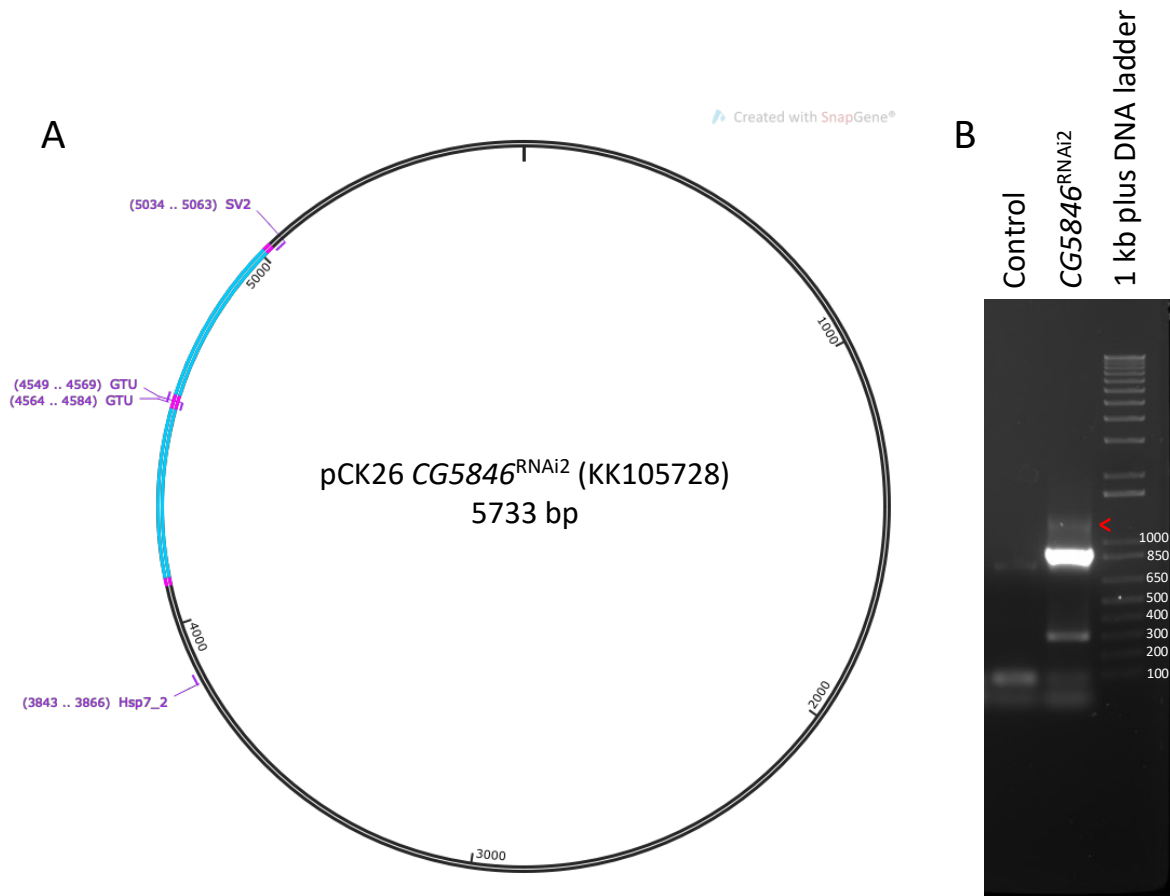 A
Created with SnapGene®
(5034 .. 5063) SV2
5000
1000
(4549 .. 4569) GTU
(4564 .. 4584) GTU
pCK26 CG5846RNAi2 (KK105728)
5733 bp
4000
(3843 .. 3866) Hsp7_2
2000
3000
B
Control
CG5846RNAi2
1 kb plus DNA ladder
<
1000
850
650
500
400
300
200
100